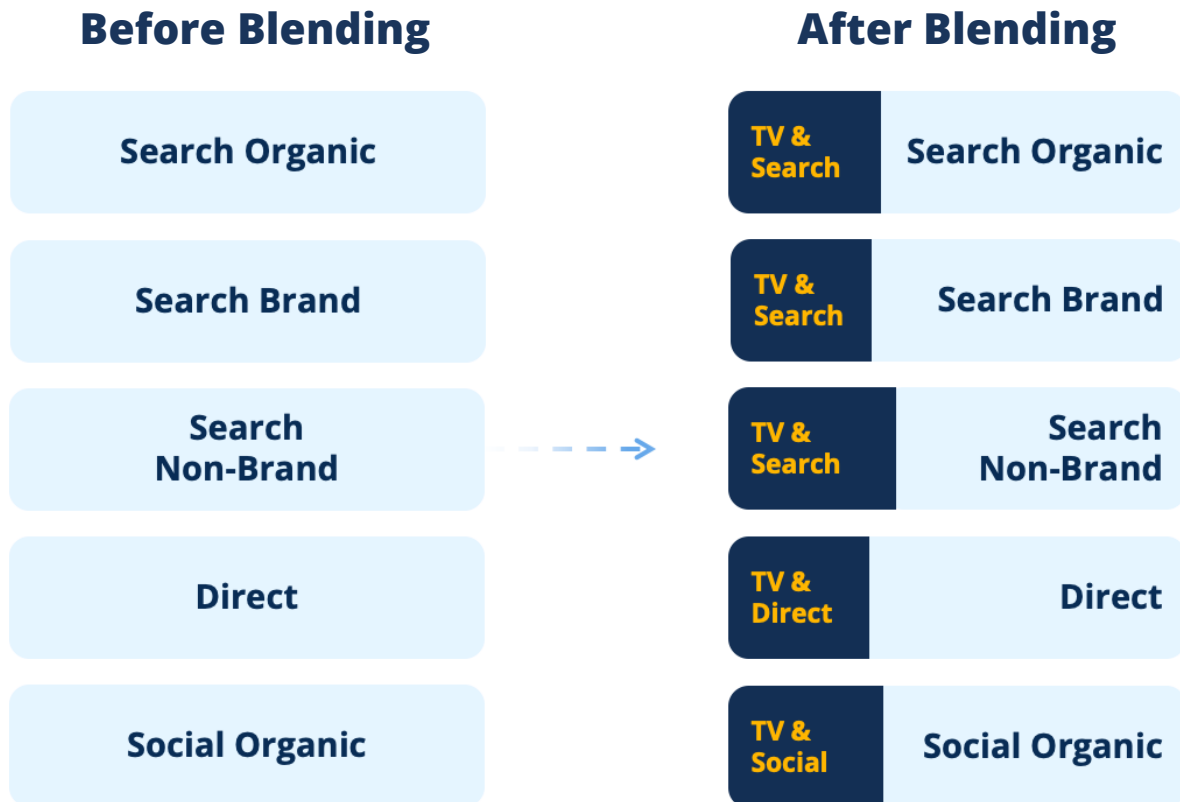 Before Blending
After Blending
Search Organic
TV &
Search
Search Organic
Search Brand
TV &
Search
Search Brand
Search
Non-Brand
TV &
Search
Search
Non-Brand
Direct
TV &
Direct
Direct
Social Organic
TV &
Social
Social Organic